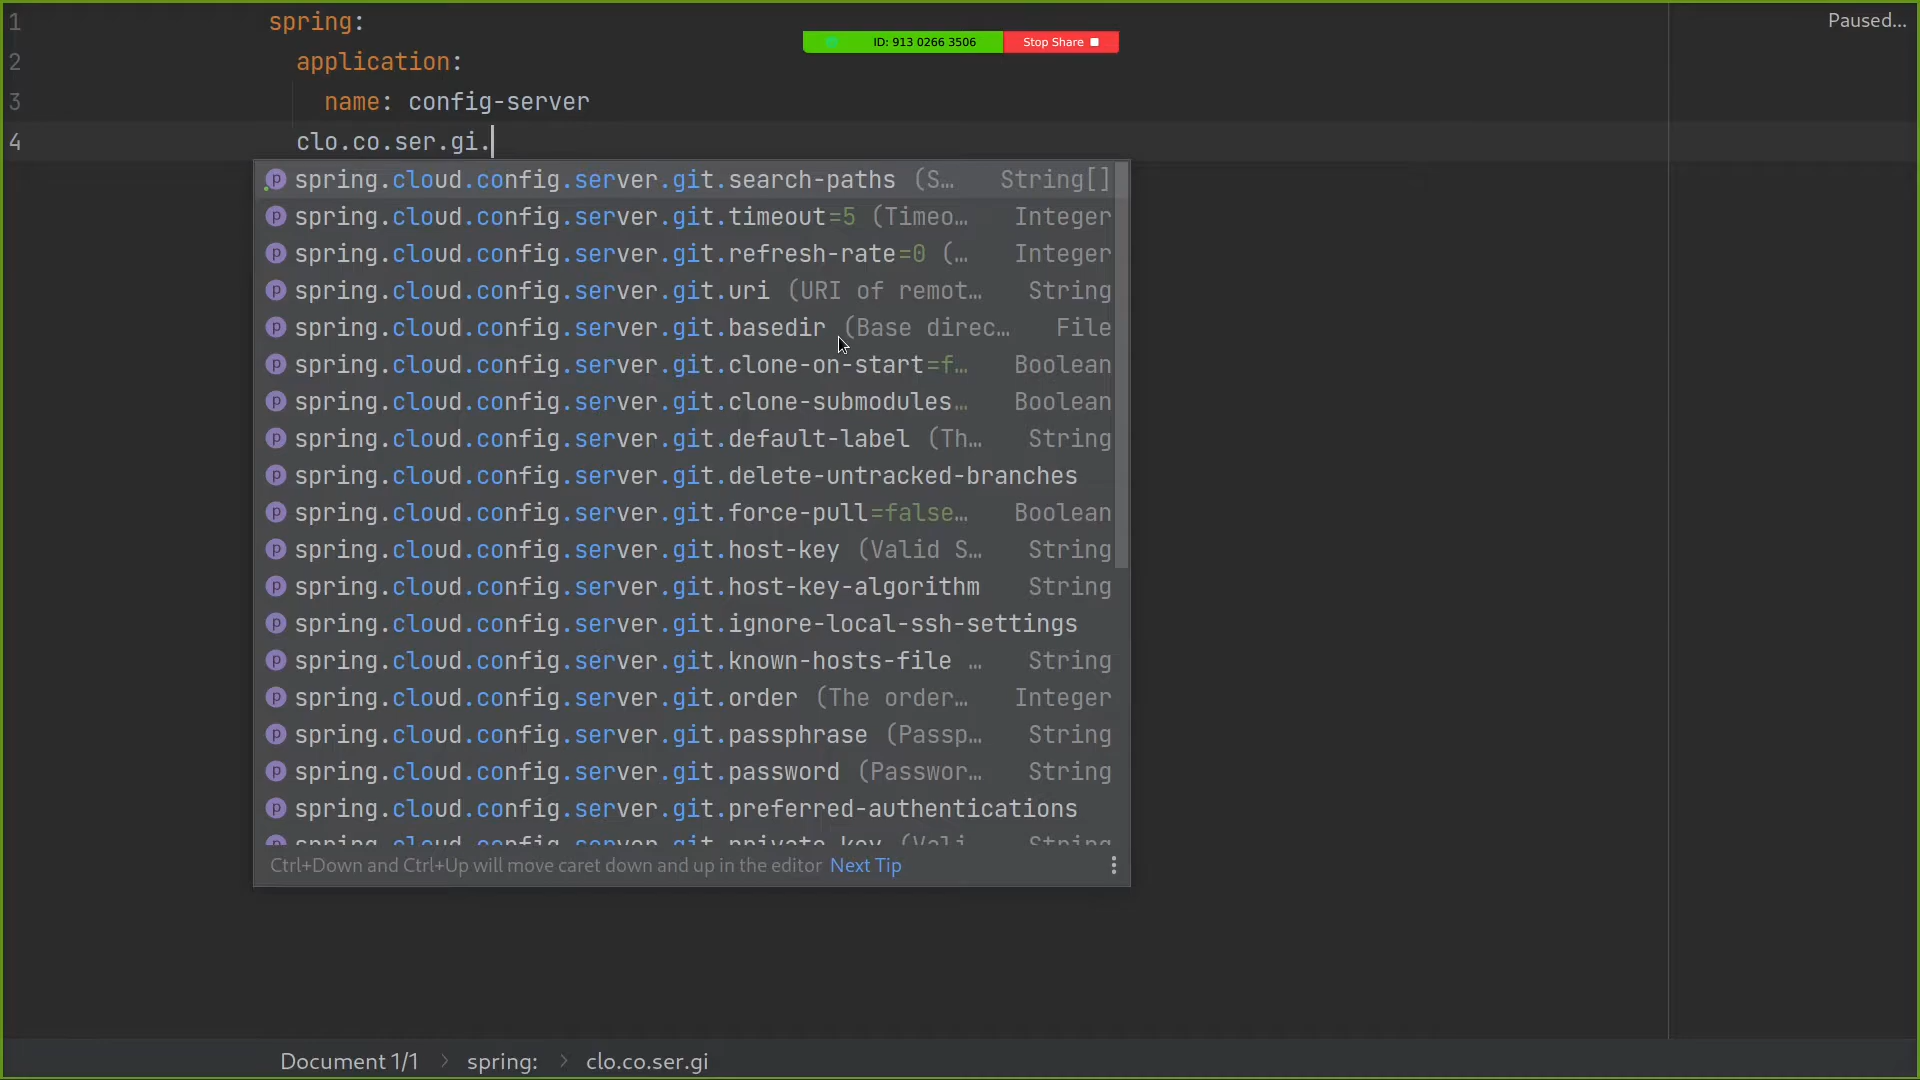 1 spring:
Paused...
ID: 913 0266 3506 Stop Share
2 application:
3 name: config-server
4 clo.co.ser.gi.
spring.cloud.config.server.git.search-paths (S… String[]
spring.cloud.config.server.git.timeout=5 (Timeo… Integer
spring.cloud.config.server.git.refresh-rate=0 (… Integer
spring.cloud.config.server.git.uri (URI of remot… String
spring.cloud.config.server.git.basedir (Base direc… File
spring.cloud.config.server.git.clone-on-start=f… Boolean
spring.cloud.config.server.git.clone-submodules… Boolean
spring.cloud.config.server.git.default-label (Th… String
spring.cloud.config.server.git.delete-untracked-branches
spring.cloud.config.server.git.force-pull=false… Boolean
spring.cloud.config.server.git.host-key (Valid S… String
spring.cloud.config.server.git.host-key-algorithm String
spring.cloud.config.server.git.ignore-local-ssh-settings
spring.cloud.config.server.git.known-hosts-file … String
spring.cloud.config.server.git.order (The order… Integer
spring.cloud.config.server.git.passphrase (Passp… String
spring.cloud.config.server.git.password (Passwor… String
spring.cloud.config.server.git.preferred-authentications
spring.cloud.config.server.git.private-key (Vali… String
Ctrl+Down and Ctrl+Up will move caret down and up in the editor Next Tip
Document 1/1 > spring: > clo.co.ser.gi